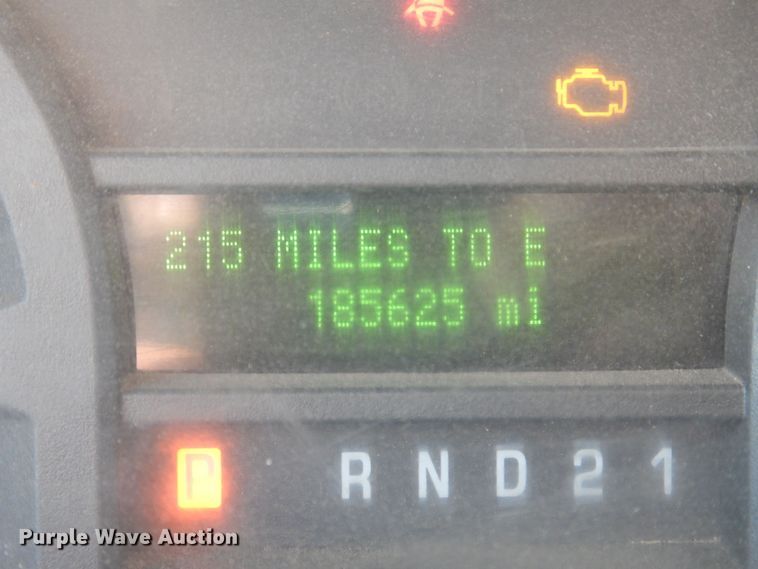 215 MILES TO E
185625 mi
P R N D 2 1
Purple Wave Auction